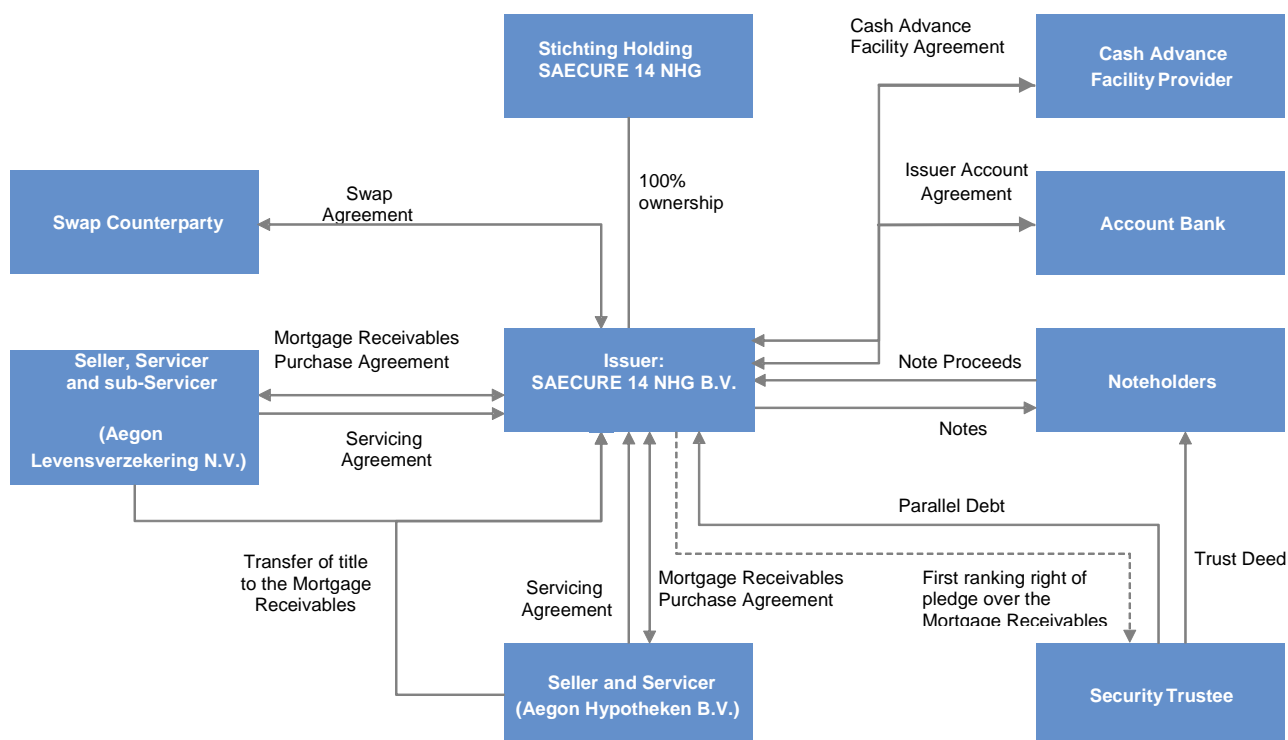 Cash Advance
Facility Agreement
Stichting Holding
SAECURE 14 NHG
Cash Advance
Facility Provider
Swap
Agreement
100%
ownership
Issuer Account
Agreement
Swap Counterparty
Account Bank
Mortgage Receivables
Purchase Agreement
Seller, Servicer
and sub-Servicer
(Aegon
Levensverzekering N.V.)
Issuer:
SAECURE 14 NHG B.V.
Note Proceeds
Noteholders
Servicing
Agreement
Notes
Parallel Debt
Transfer of title
to the Mortgage
Receivables
Servicing
Agreement
Mortgage Receivables
Purchase Agreement
First ranking right of
pledge over the
Mortgage Receivables
Trust Deed
Seller and Servicer
(Aegon Hypotheken B.V.)
Security Trustee